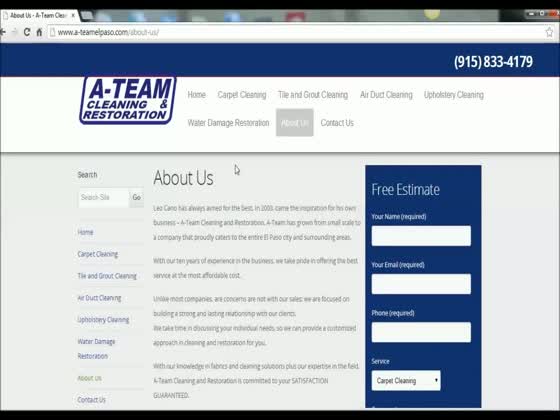 About Us - A-Team Clean
www.a-teamelpaso.com/about-us/
(915) 833-4179
A-TEAM
CLEANING &
RESTORATION
Home Carpet Cleaning Tile and Grout Cleaning Air Duct Cleaning Upholstery Cleaning
Water Damage Restoration About Us Contact Us
Search
Search Site Go
Home
Carpet Cleaning
Tile and Grout Cleaning
Air Duct Cleaning
Upholstery Cleaning
Water Damage
Restoration
About Us
Contact Us
About Us
Leo Cano has always aimed for the best. In 2003, came the inspiration for his own
business – A-Team Cleaning and Restoration. A-Team has grown from small scale to
a company that proudly caters to the entire El Paso city and surrounding areas.
With our ten years of experience in the business, we take pride in offering the best
service at the most affordable cost.
Unlike most companies, are concerns are not with our sales; we are focused on
building a strong and lasting relationship with our clients.
We take time in discussing your individual needs, so we can provide a customized
approach in cleaning and restoration for you.
With our knowledge in fabrics and cleaning solutions plus our expertise in the field,
A-Team Cleaning and Restoration is committed to your SATISFACTION
GUARANTEED.
Free Estimate
Your Name (required)
Your Email (required)
Phone (required)
Service
Carpet Cleaning